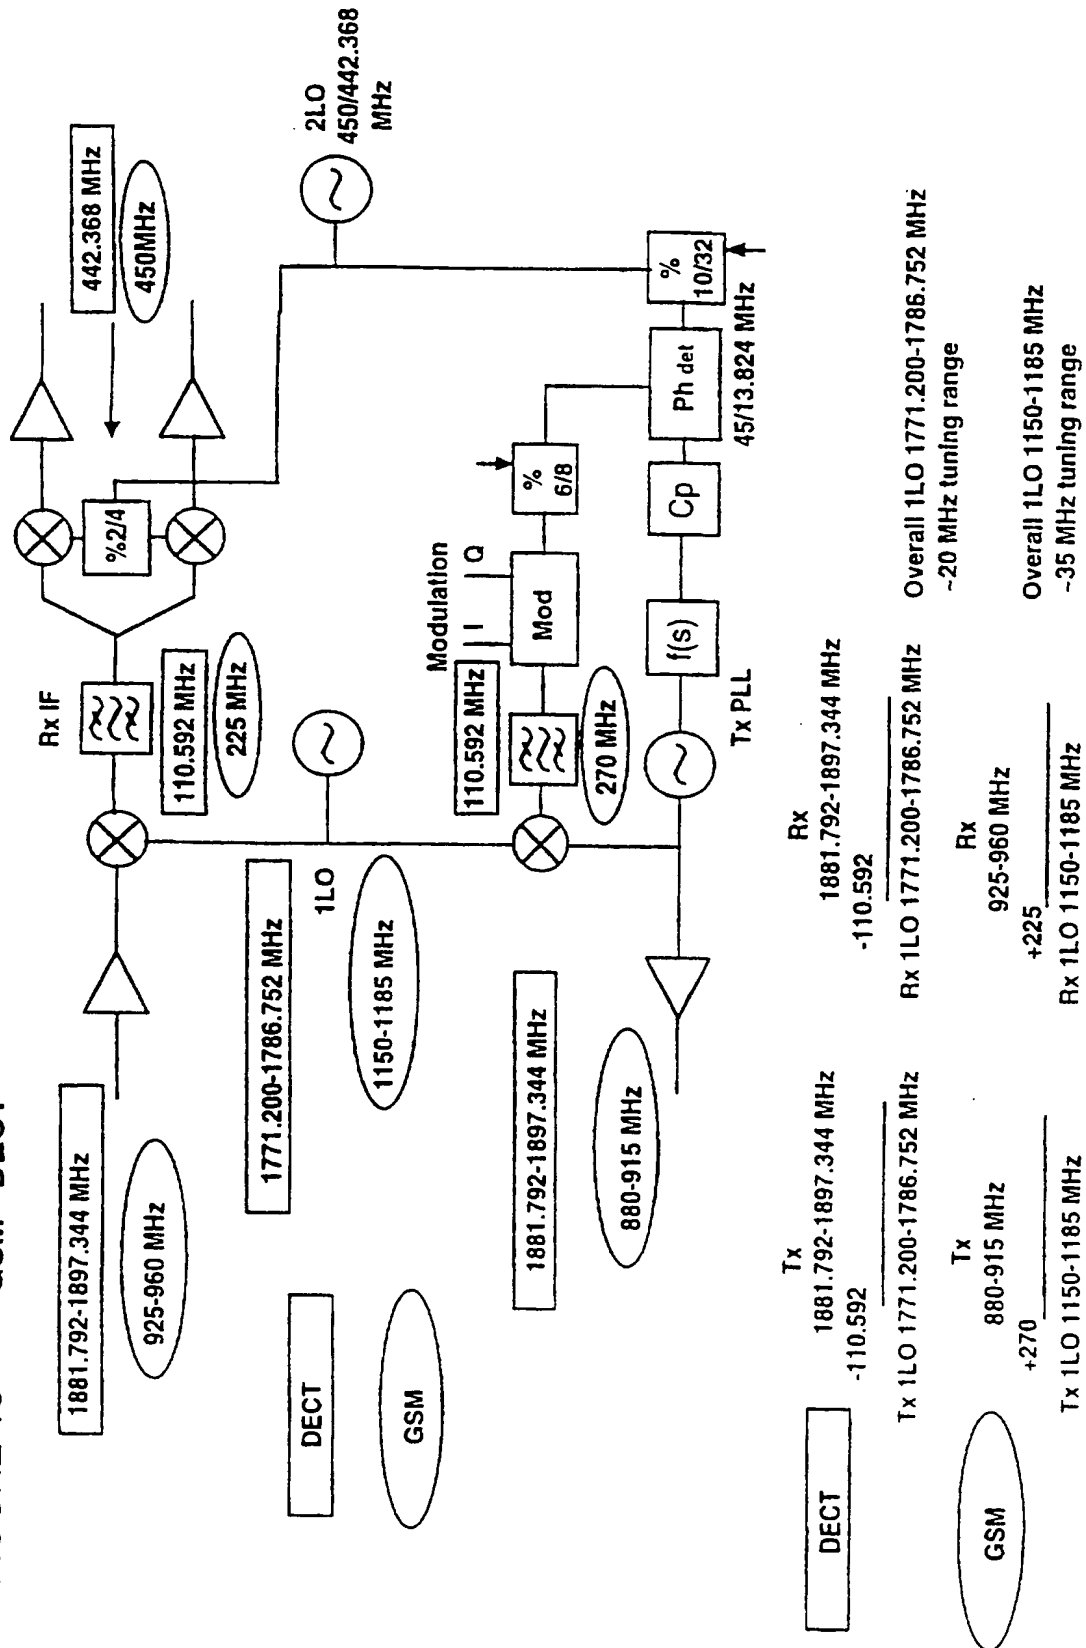 442.368 MHz
450MHz
2LO
450/442.368
MHz
Rx IF
%2/4
110.592 MHz
225 MHz
1881.792-1897.344 MHz
925-960 MHz
1LO
1771.200-1786.752 MHz
1150-1185 MHz
DECT
GSM
Modulation
I
Q
110.592 MHz
270 MHz
Mod
%
6/8
1881.792-1897.344 MHz
880-915 MHz
Tx PLL
f(s)
Cp
Ph det
%
10/32
45/13.824 MHz
DECT
Tx
1881.792-1897.344 MHz
-110.592
Tx 1LO 1771.200-1786.752 MHz
Rx
1881.792-1897.344 MHz
-110.592
Rx 1LO 1771.200-1786.752 MHz
Overall 1LO 1771.200-1786.752 MHz
~20 MHz tuning range
GSM
Tx
880-915 MHz
+270
Tx 1LO 1150-1185 MHz
Rx
925-960 MHz
+225
Rx 1LO 1150-1185 MHz
Overall 1LO 1150-1185 MHz
~35 MHz tuning range